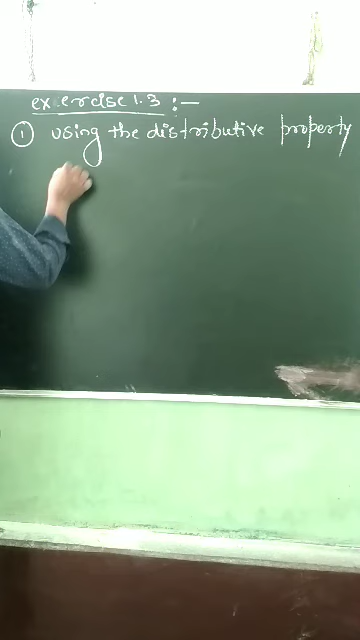 exercise 1.3 :-
① using the distributive property